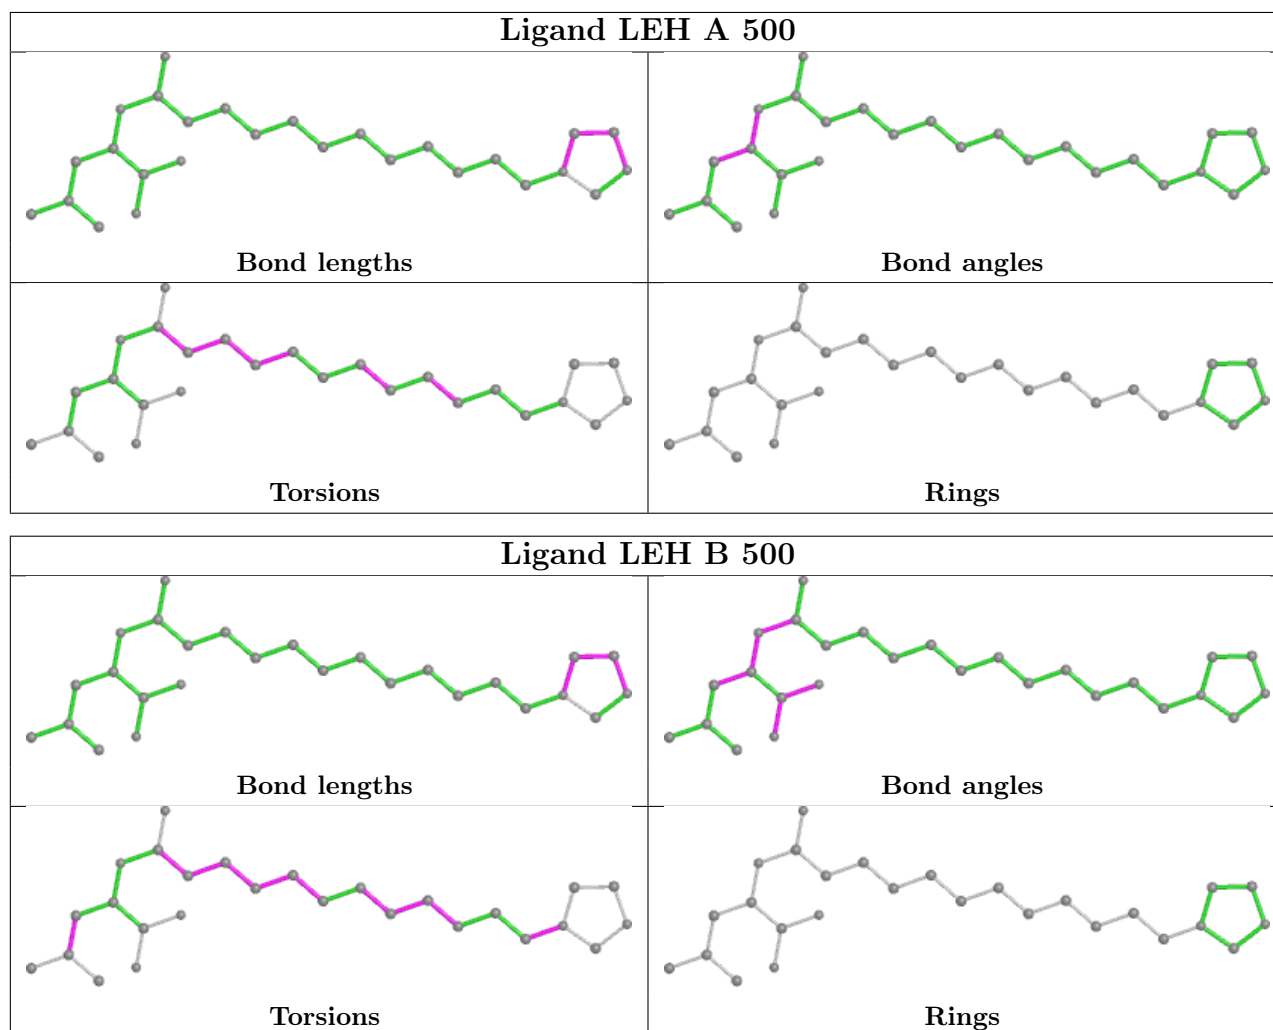 Ligand LEH A 500
Bond lengths
Bond angles
Torsions
Rings
Ligand LEH B 500
Bond lengths
Bond angles
Torsions
Rings